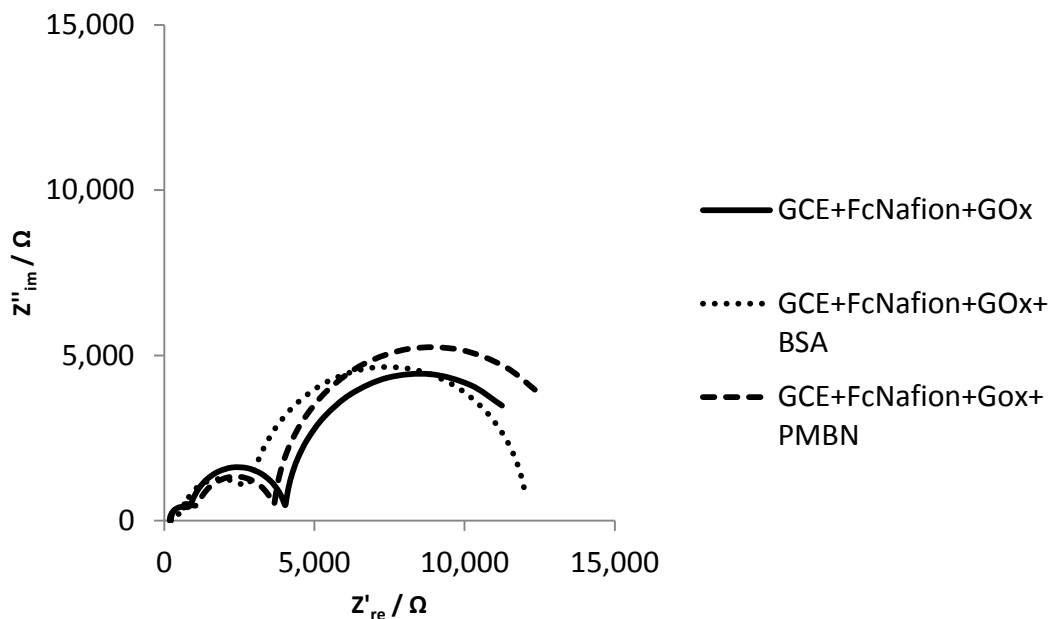 15,000
10,000
5,000
0
Z''im / Ω
0
5,000
10,000
15,000
Z're / Ω
GCE+FcNafion+GOx
GCE+FcNafion+GOx+
BSA
GCE+FcNafion+Gox+
PMBN